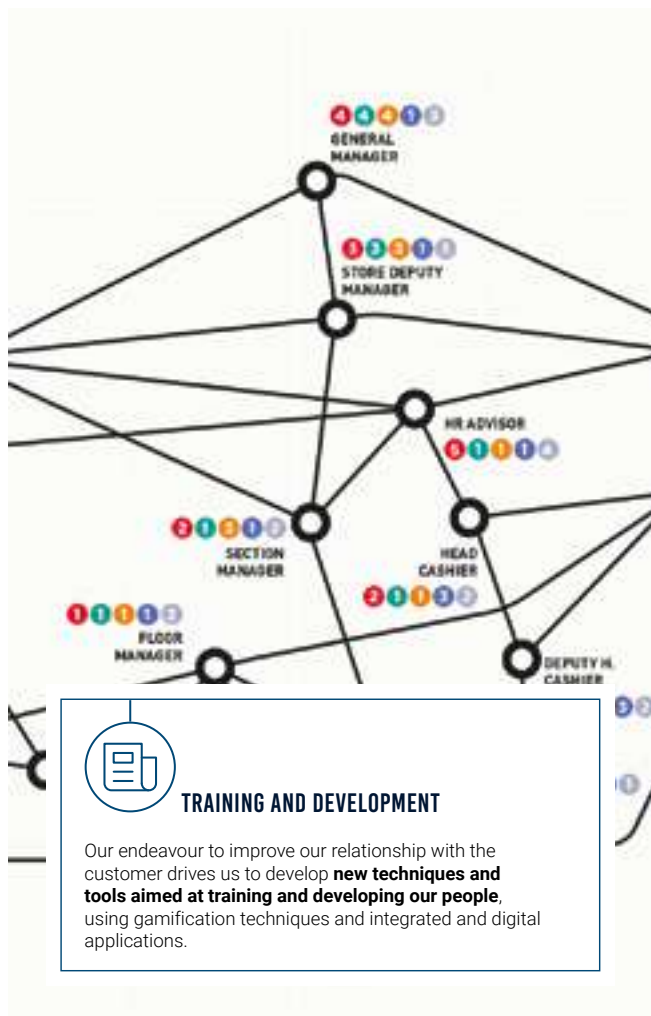 GENERAL
MANAGER
STORE DEPUTY
MANAGER
HR ADVISOR
SECTION
MANAGER
HEAD
CASHIER
FLOOR
MANAGER
DEPUTY H.
CASHIER
TRAINING AND DEVELOPMENT
Our endeavour to improve our relationship with the
customer drives us to develop new techniques and
tools aimed at training and developing our people,
using gamification techniques and integrated and digital
applications.